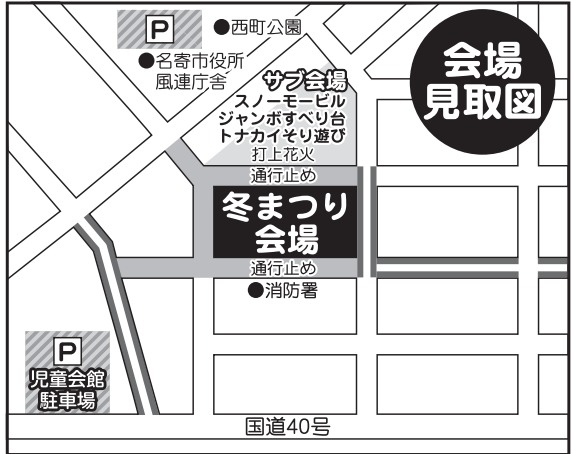 会場
見取図
P
●西町公園
●名寄市役所
風連庁舎
サブ会場
スノーモービル
ジャンボすべり台
トナカイそり遊び
打上花火
通行止め
冬まつり
会場
通行止め
●消防署
P
児童会館
駐車場
国道40号